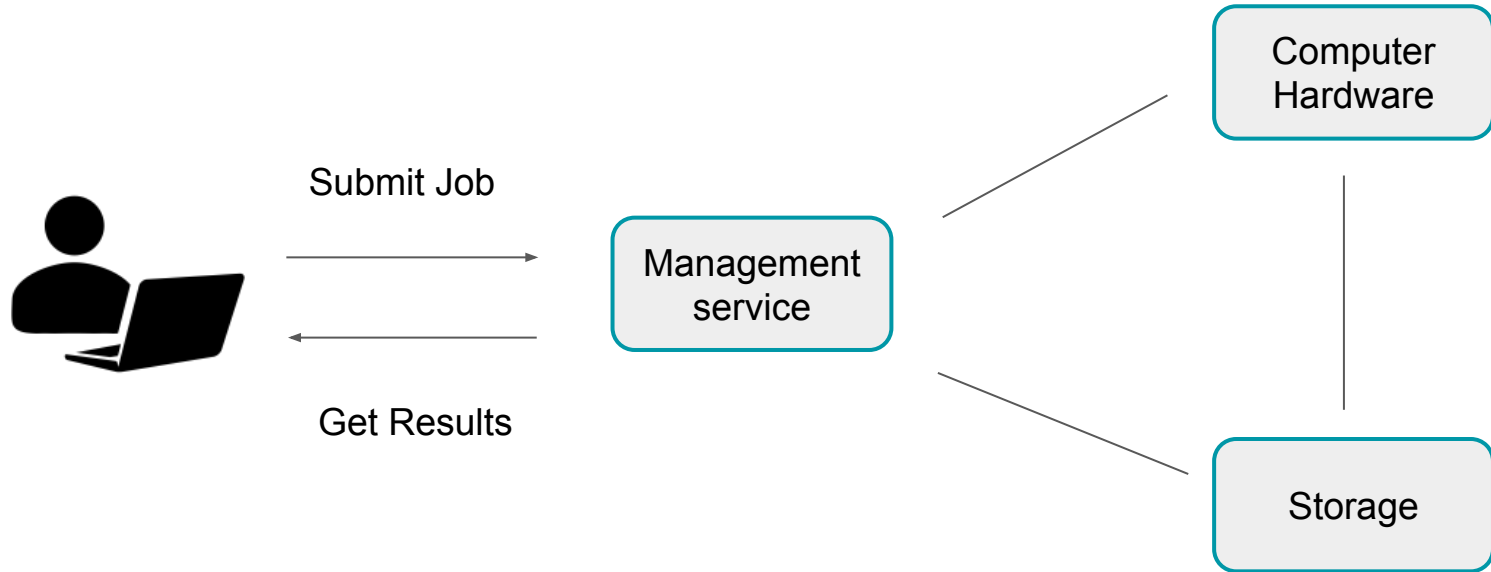 Submit Job
Get Results
Management
service
Computer
Hardware
Storage